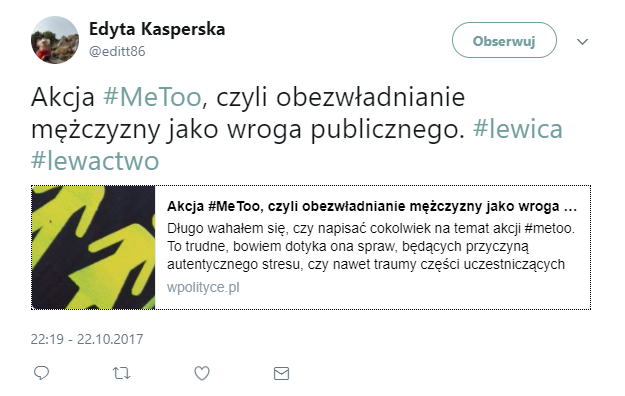 Edyta Kasperska
@editt86
Obserwuj
Akcja #MeToo, czyli obezwładnianie
mężczyzny jako wroga publicznego. #lewica
#lewactwo
Akcja #MeToo, czyli obezwładnianie mężczyzny jako wroga ...
Długo wahałem się, czy napisać cokolwiek na temat akcji #metoo.
To trudne, bowiem dotyka ona spraw, będących przyczyną
autentycznego stresu, czy nawet traumy części uczestniczących
wpolityce.pl
22:19 - 22.10.2017